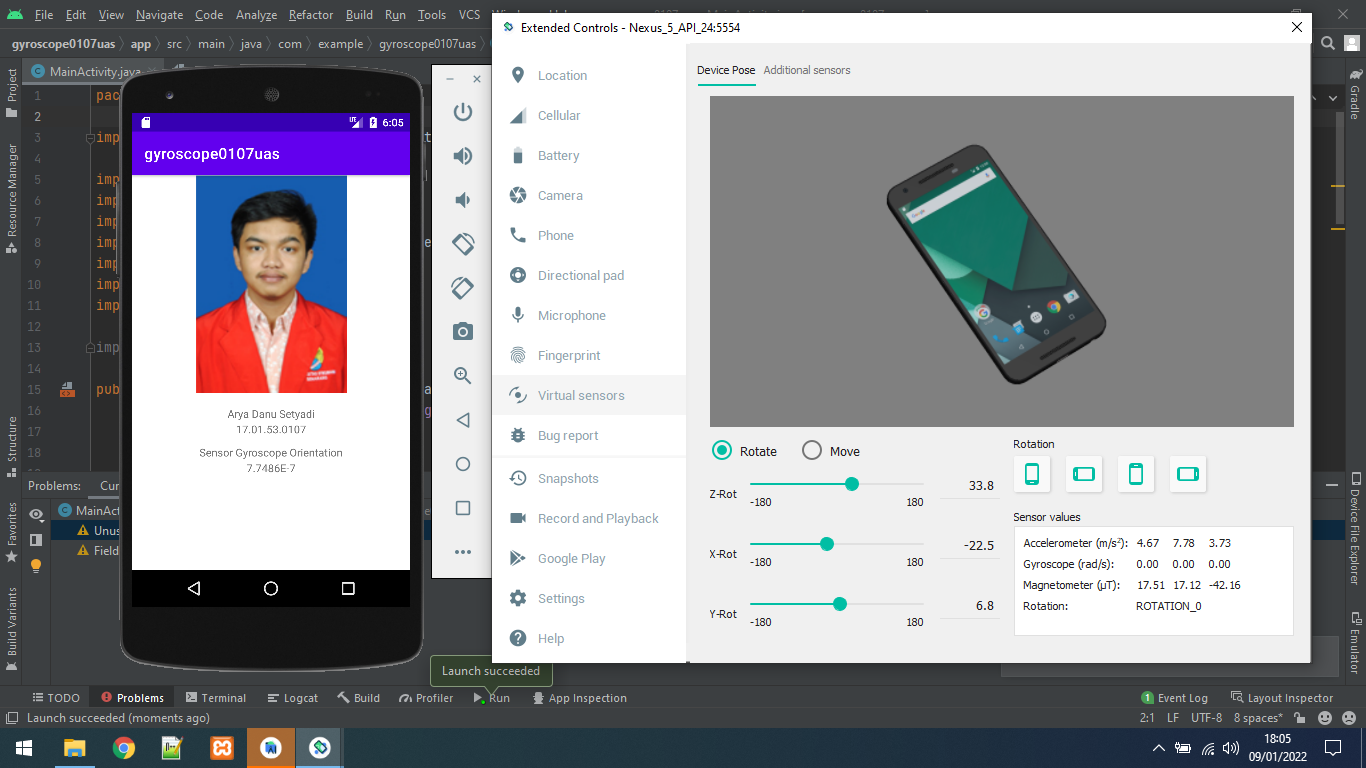 File Edit View Navigate Code Analyze Refactor Build Run Tools VCS
gyroscope0107uas app src main java com example gyroscope0107uas
MainActivity.java
Project
Resource Manager
Structure
Favorites
Build Variants
Gradle
Device File Explorer
Emulator
1 pac
2
3 imp
4
5 imp
6 imp
7 imp
8 imp
9 imp
10 imp
11 imp
12
13 imp
14
15 pub
16
17
6:05
gyroscope0107uas
Arya Danu Setyadi
17.01.53.0107
Sensor Gyroscope Orientation
7.7486E-7
Extended Controls - Nexus_5_API_24:5554
Location
Cellular
Battery
Camera
Phone
Directional pad
Microphone
Fingerprint
Virtual sensors
Bug report
Snapshots
Record and Playback
Google Play
Settings
Help
Device Pose Additional sensors
Google
Rotate Move
Z-Rot 33.8
-180 180
X-Rot -22.5
-180 180
Y-Rot 6.8
-180 180
Rotation
Sensor values
Accelerometer (m/s²): 4.67 7.78 3.73
Gyroscope (rad/s): 0.00 0.00 0.00
Magnetometer (μT): 17.51 17.12 -42.16
Rotation: ROTATION_0
Problems: Cur
MainAct
Unus
Field
Launch succeeded
TODO Problems Terminal Logcat Build Profiler Run App Inspection Event Log Layout Inspector
Launch succeeded (moments ago) 2:1 LF UTF-8 8 spaces*
18:05
09/01/2022